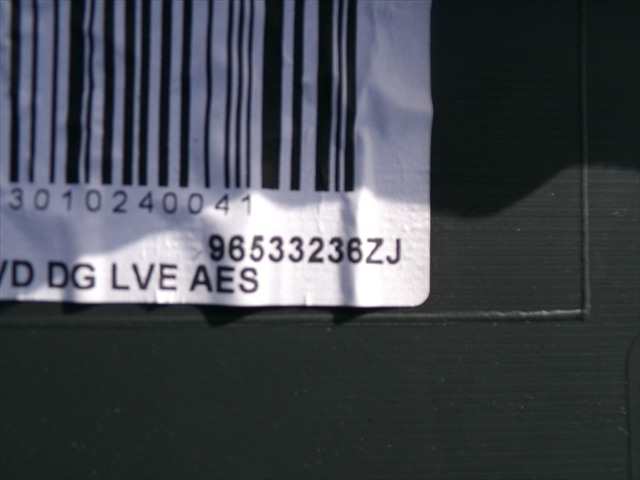 3010240041
96533236ZJ
VD DG LVE AES